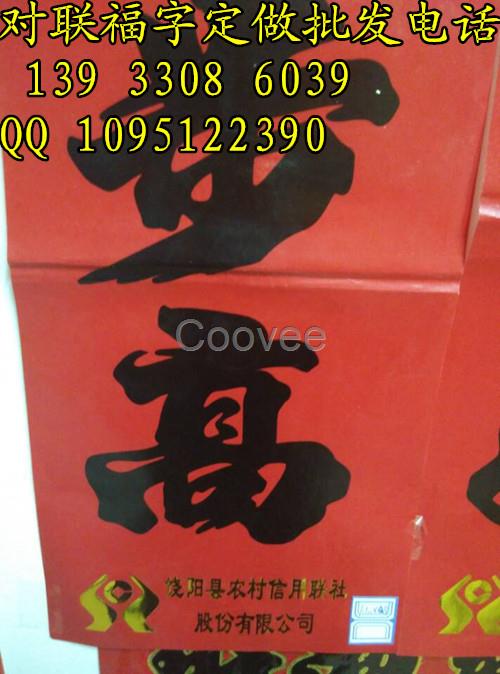 对联福字定做批发电话
139 3308 6039
QQ 1095122390
步
Coovee
高
饶阳县农村信用联社
股份有限公司